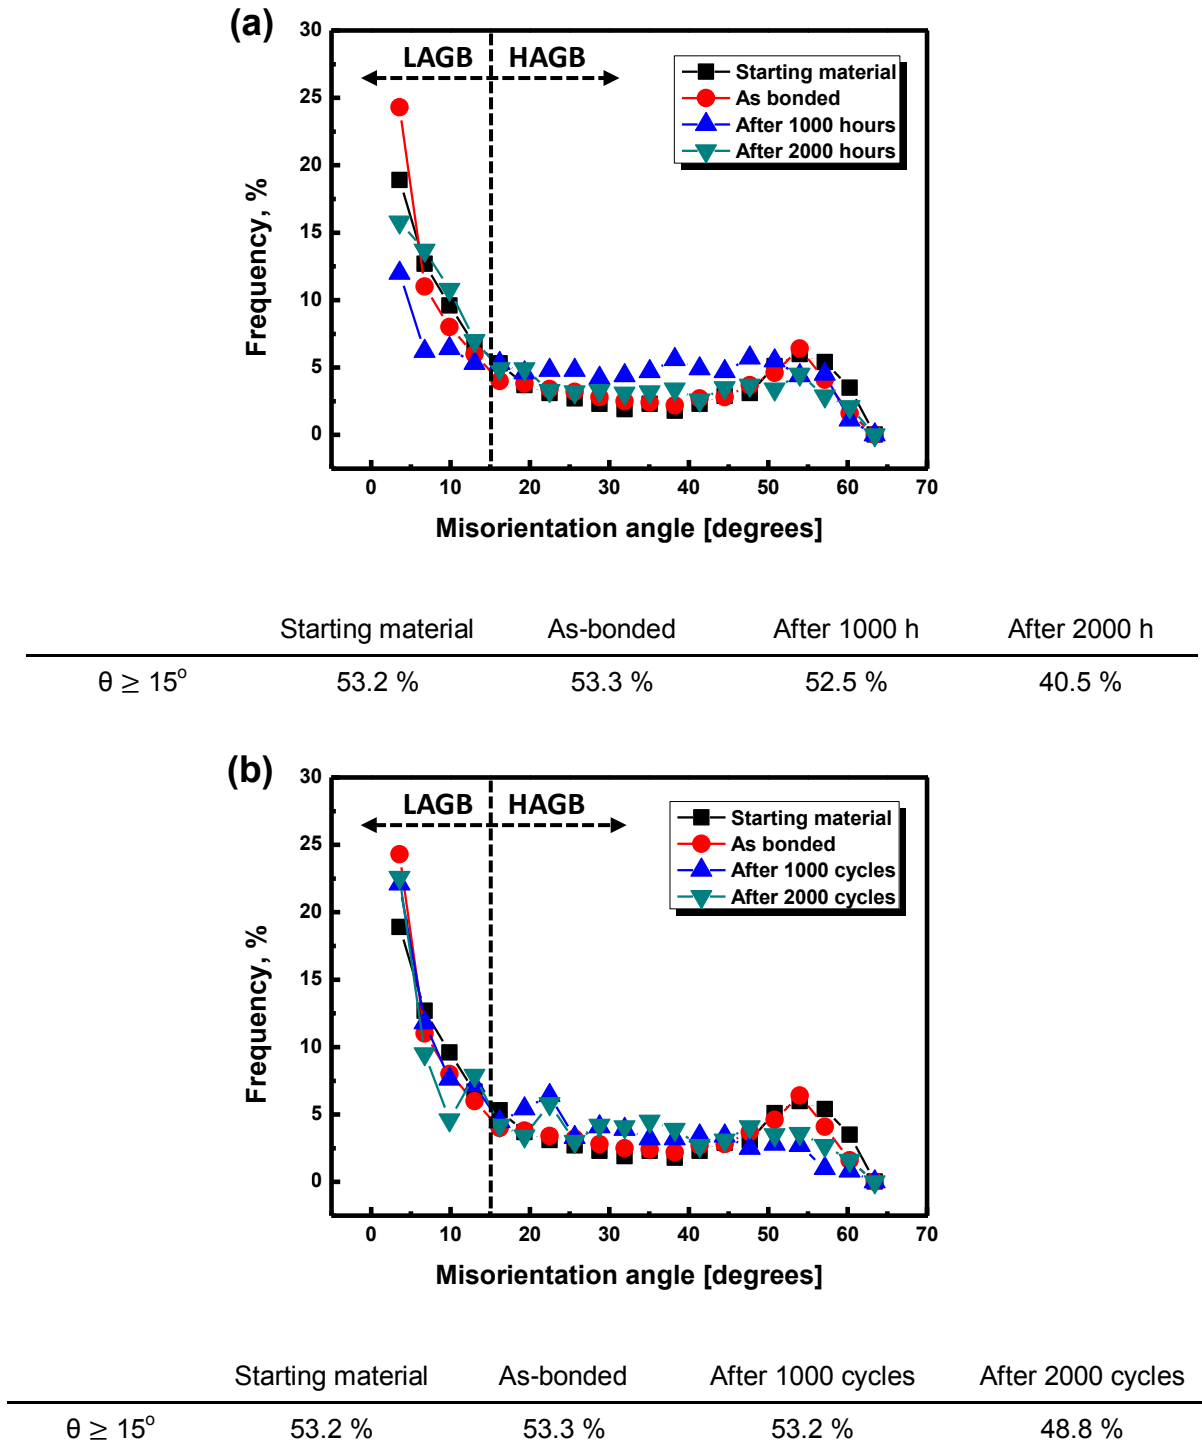 (a)
30
25
20
15
10
5
0
Frequency, %
LAGB HAGB
Starting material
As bonded
After 1000 hours
After 2000 hours
0 10 20 30 40 50 60 70
Misorientation angle [degrees]
Starting material As-bonded After 1000 h After 2000 h
θ ≥ 15° 53.2 % 53.3 % 52.5 % 40.5 %
(b)
30
25
20
15
10
5
0
Frequency, %
LAGB HAGB
Starting material
As bonded
After 1000 cycles
After 2000 cycles
0 10 20 30 40 50 60 70
Misorientation angle [degrees]
Starting material As-bonded After 1000 cycles After 2000 cycles
θ ≥ 15° 53.2 % 53.3 % 53.2 % 48.8 %